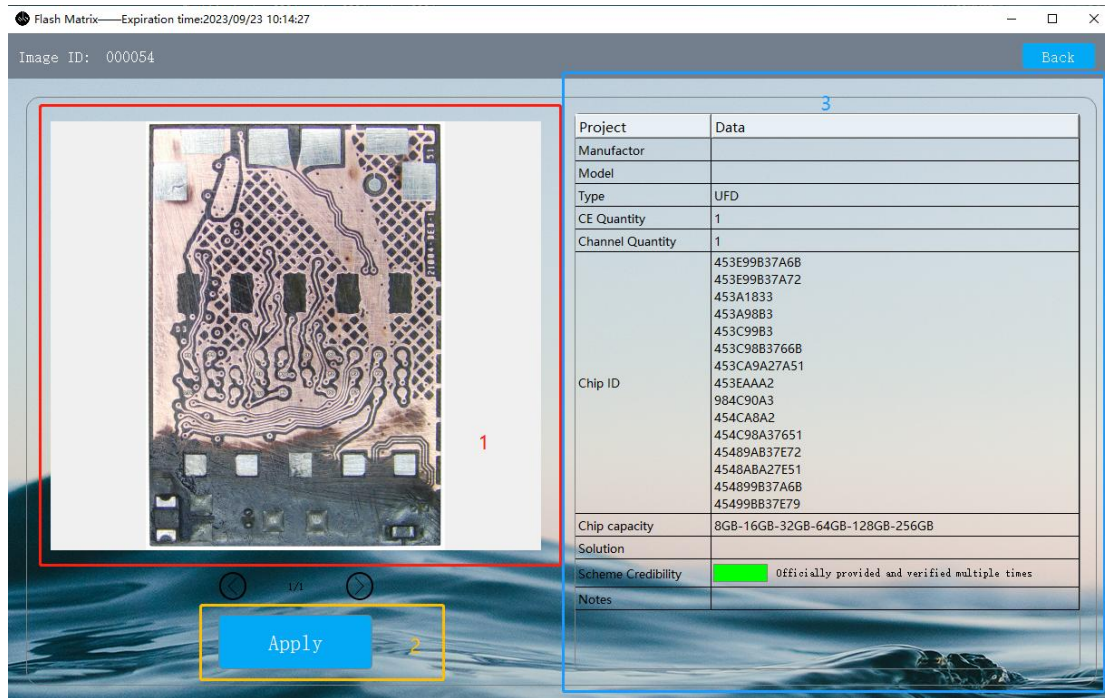 Flash Matrix——Expiration time:2023/09/23 10:14:27
Image ID: 000054
Back
1
21004-DED-1
1/1
Apply
2
3
Project Data
Manufactor
Model
Type UFD
CE Quantity 1
Channel Quantity 1
Chip ID
453E99B37A6B
453E99B37A72
453A1833
453A98B3
453C99B3
453C98B3766B
453CA9A27A51
453EAAA2
984C90A3
454CA8A2
454C98A37651
45489AB37E72
4548ABA27E51
454899B37A6B
45499BB37E79
Chip capacity 8GB-16GB-32GB-64GB-128GB-256GB
Solution
Scheme Credibility Officially provided and verified multiple times
Notes